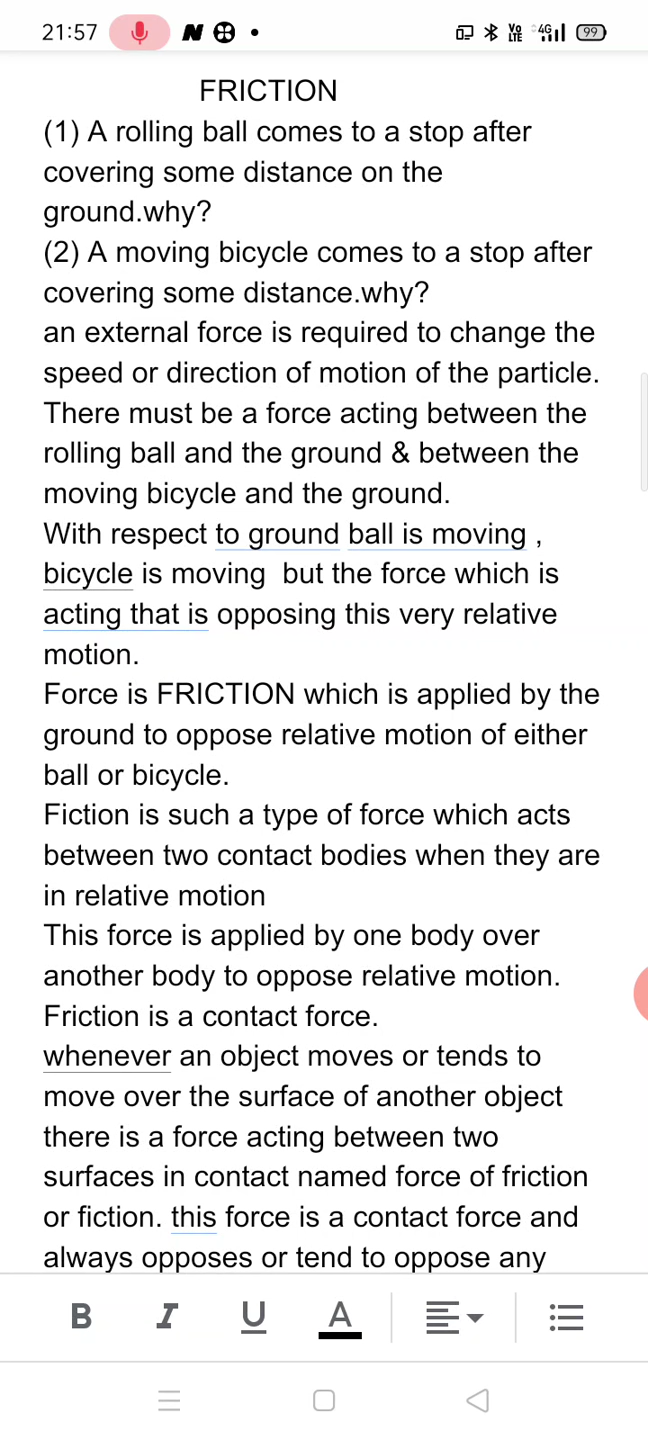 21:57 N Vo LTE 4G 99
FRICTION
(1) A rolling ball comes to a stop after
covering some distance on the
ground.why?
(2) A moving bicycle comes to a stop after
covering some distance.why?
an external force is required to change the
speed or direction of motion of the particle.
There must be a force acting between the
rolling ball and the ground & between the
moving bicycle and the ground.
With respect to ground ball is moving ,
bicycle is moving  but the force which is
acting that is opposing this very relative
motion.
Force is FRICTION which is applied by the
ground to oppose relative motion of either
ball or bicycle.
Fiction is such a type of force which acts
between two contact bodies when they are
in relative motion
This force is applied by one body over
another body to oppose relative motion.
Friction is a contact force.
whenever an object moves or tends to
move over the surface of another object
there is a force acting between two
surfaces in contact named force of friction
or fiction. this force is a contact force and
always opposes or tend to oppose any
B I U A